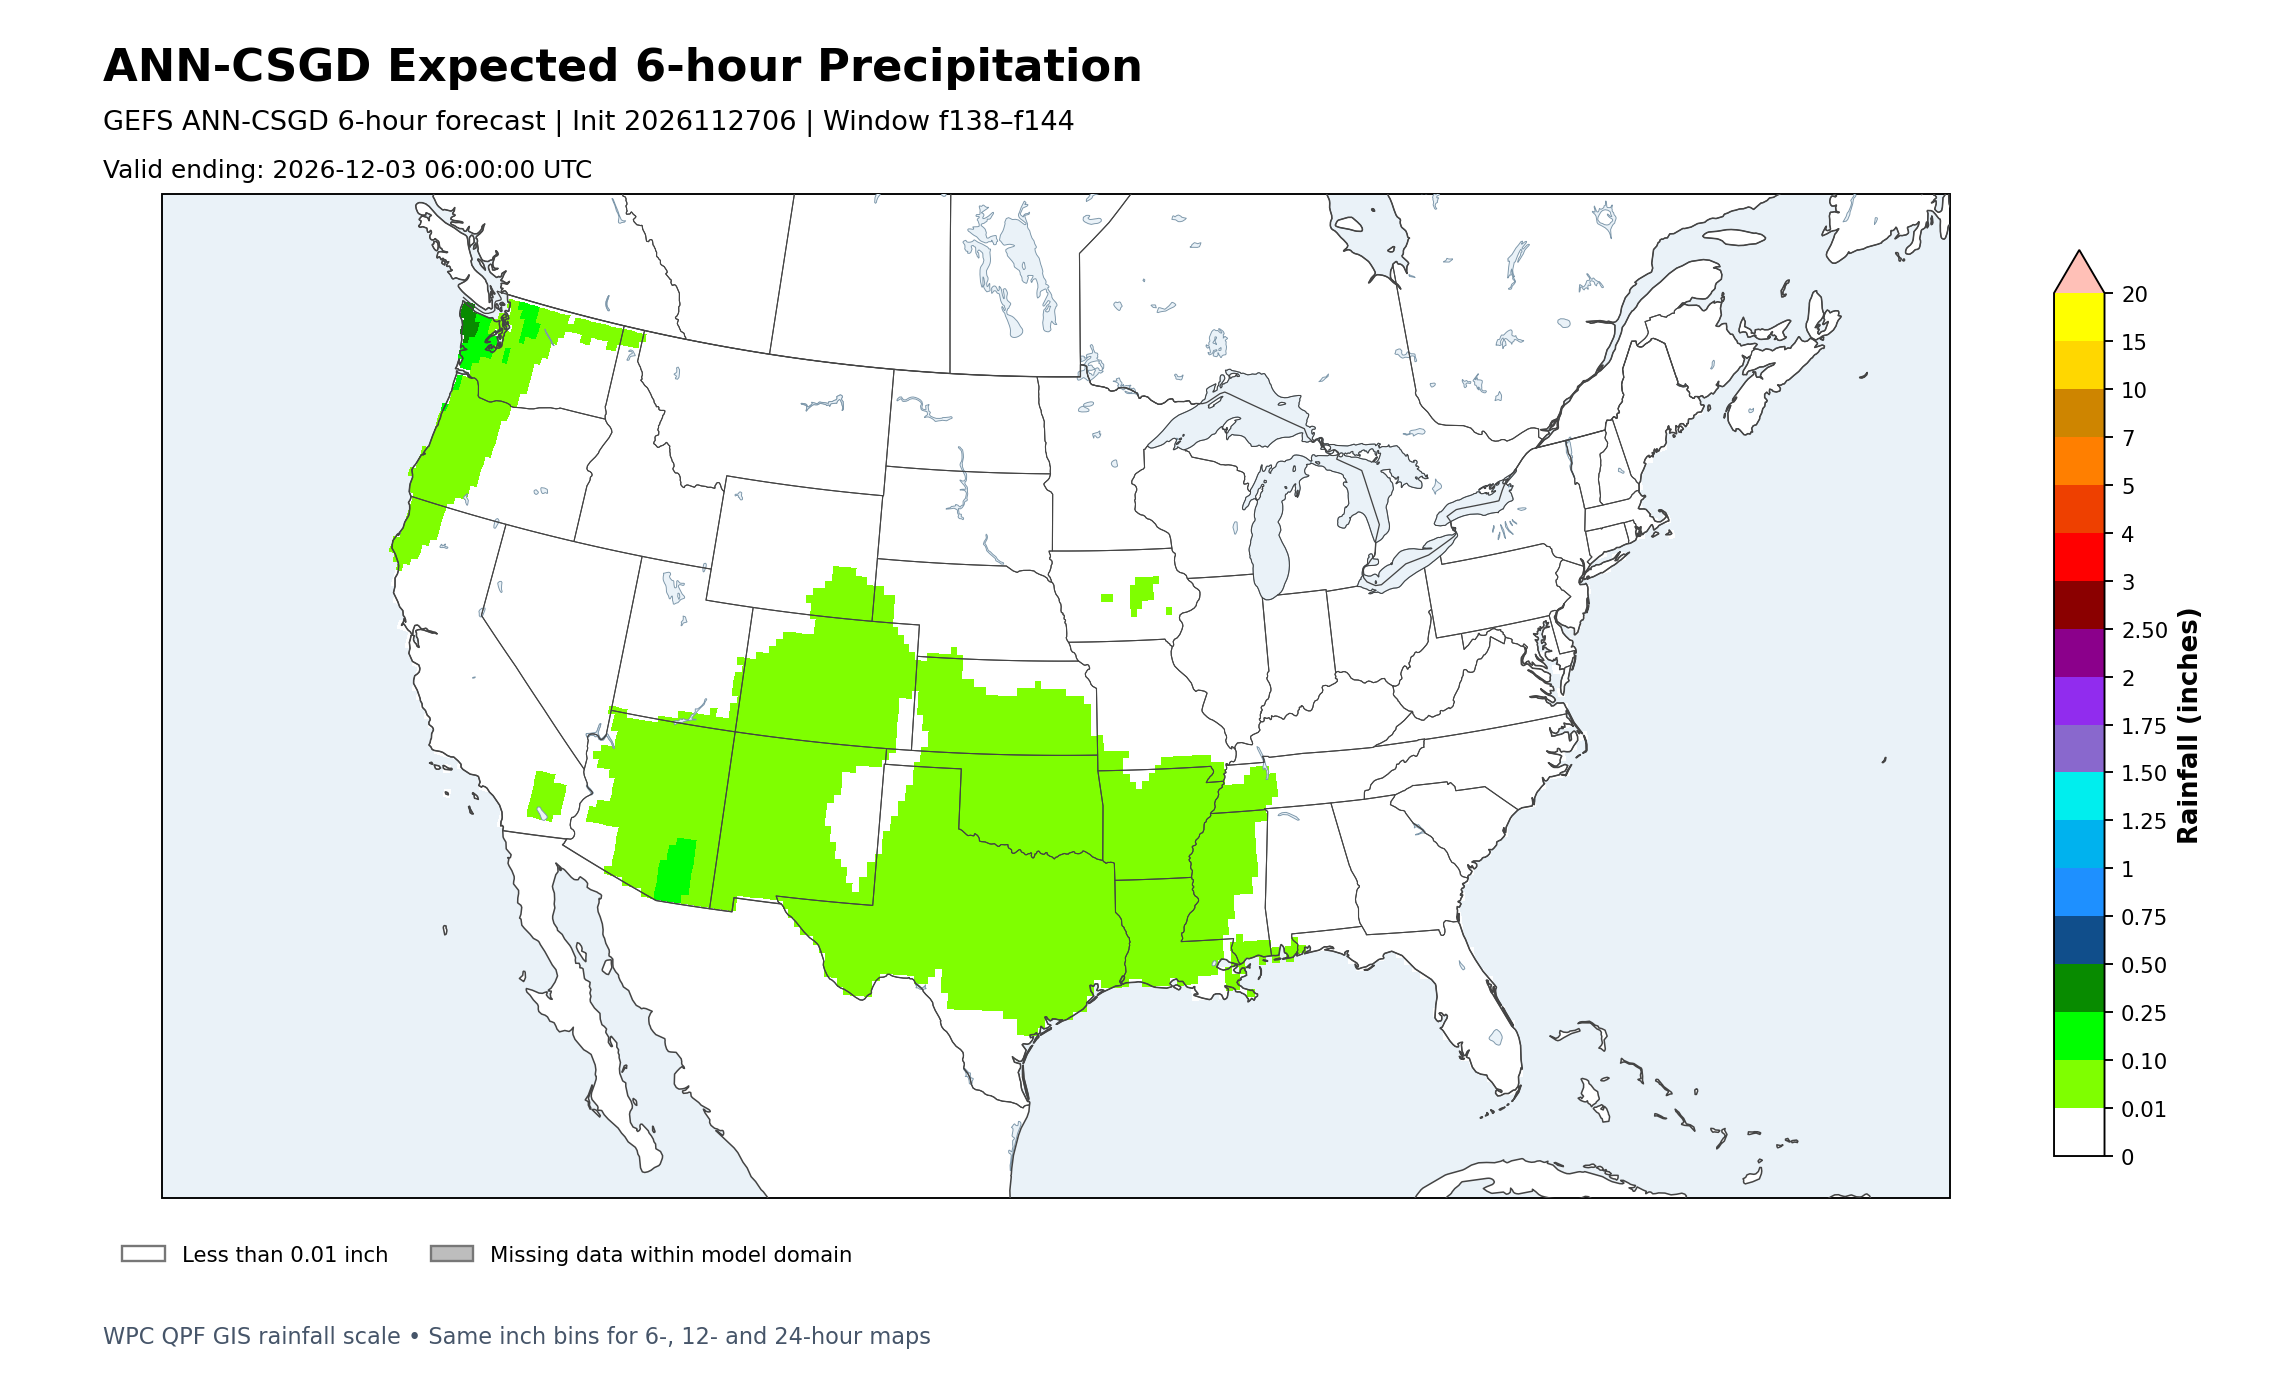 ANN-CSGD Expected 6-hour Precipitation
GEFS ANN-CSGD 6-hour forecast | Init 2026112706 | Window f138–f144
Valid ending: 2026-12-03 06:00:00 UTC
20
15
10
7
5
4
3
2.50
2
1.75
1.50
1.25
1
0.75
0.50
0.25
0.10
0.01
0
Rainfall (inches)
Less than 0.01 inch
Missing data within model domain
WPC QPF GIS rainfall scale • Same inch bins for 6-, 12- and 24-hour maps